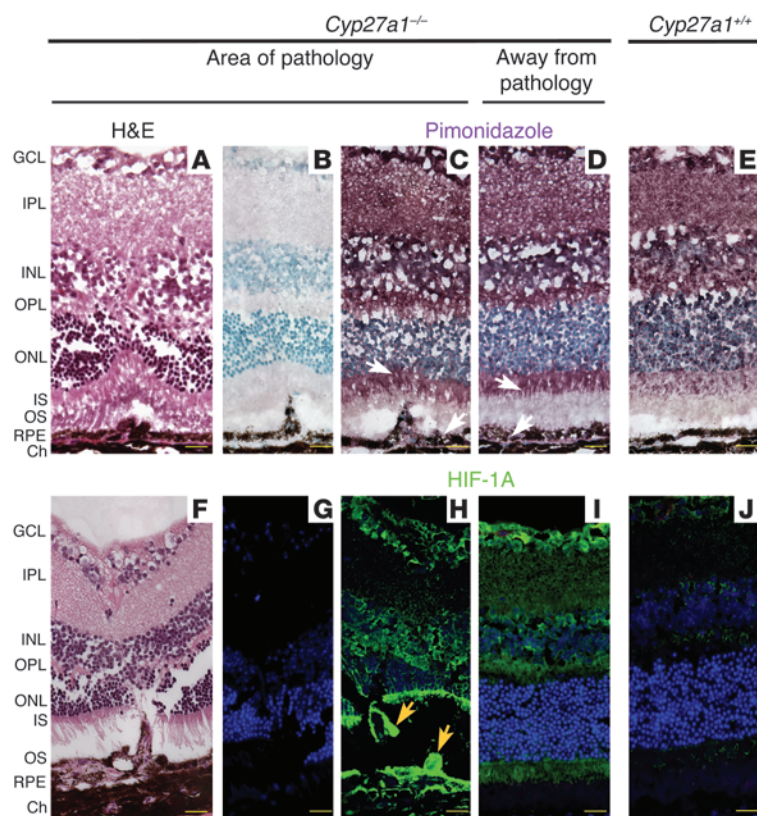 Cyp27a1–/– Cyp27a1+/+
Area of pathology Away from
pathology
H&E Pimonidazole
A B C D E
GCL
IPL
INL
OPL
ONL
IS
OS
RPE
Ch
HIF-1A
F G H I J
GCL
IPL
INL
OPL
ONL
IS
OS
RPE
Ch